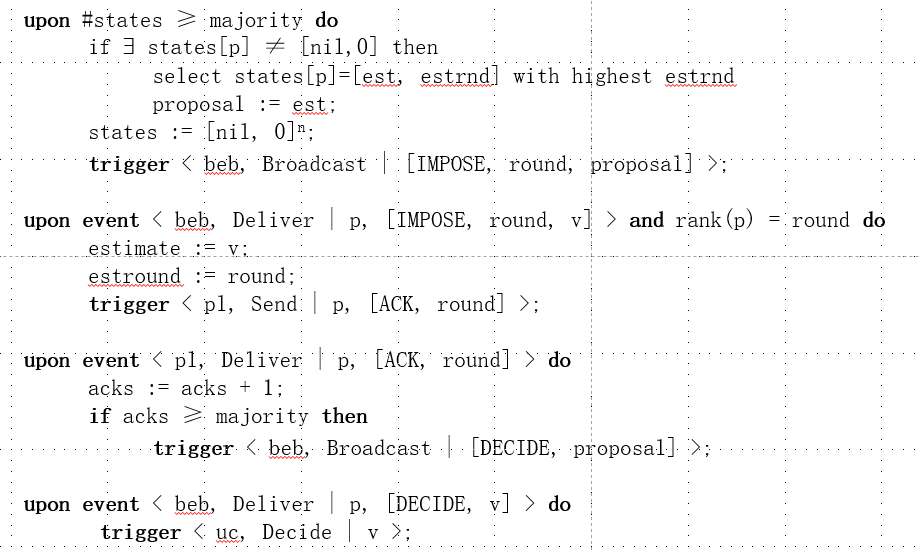 upon #states ≥ majority do
if ∃ states[p] ≠ [nil,0] then
select states[p]=[est, estrnd] with highest estrnd
proposal := est;
states := [nil, 0]ⁿ;
trigger < beb, Broadcast | [IMPOSE, round, proposal] >;
upon event < beb, Deliver | p, [IMPOSE, round, v] > and rank(p) = round do
estimate := v;
estround := round;
trigger < pl, Send | p, [ACK, round] >;
upon event < pl, Deliver | p, [ACK, round] > do
acks := acks + 1;
if acks ≥ majority then
trigger < beb, Broadcast | [DECIDE, proposal] >;
upon event < beb, Deliver | p, [DECIDE, v] > do
trigger < uc, Decide | v >;